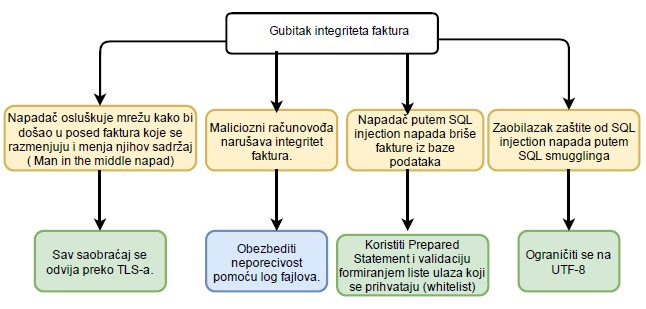 Gubitak integriteta faktura
Napadač osluškuje mrežu kako bi
došao u posed faktura koje se
razmenjuju i menja njihov sadržaj
( Man in the middle napad)
Maliciozni računovođa
narušava integritet
faktura.
Napadač putem SQL
injection napada briše
fakture iz baze
podataka
Zaobilazak zaštite od SQL
injection napada putem
SQL smugglinga
Sav saobraćaj se
odvija preko TLS-a.
Obezbediti
neporecivost
pomoću log fajlova.
Koristiti Prepared
Statement i validaciju
formiranjem liste ulaza koji
se prihvataju (whitelist)
Ograničiti se na
UTF-8